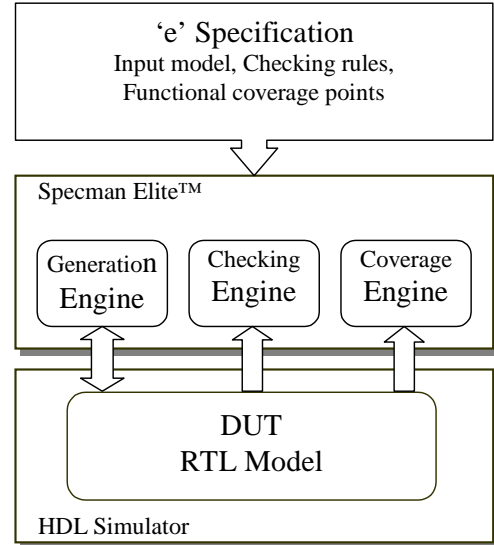 ‘e’ Specification
Input model, Checking rules,
Functional coverage points
Specman Elite™
Generation
Engine
Checking
Engine
Coverage
Engine
DUT
RTL Model
HDL Simulator